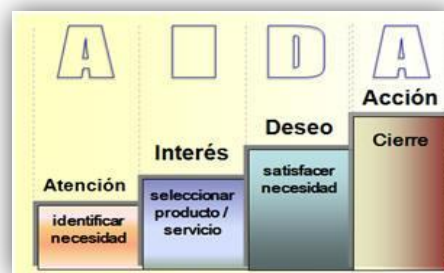 A I D A
Acción
Deseo
Interés
Atención
Cierre
satisfacer
necesidad
seleccionar
producto /
servicio
identificar
necesidad